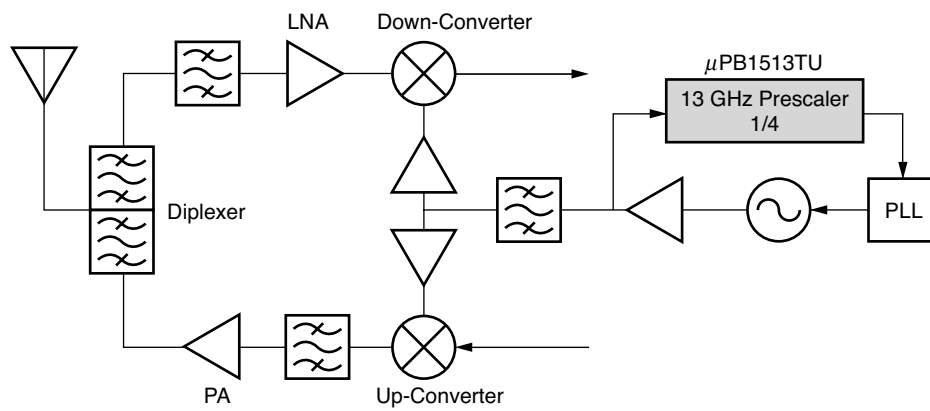 LNA
Down-Converter
μPB1513TU
13 GHz Prescaler
1/4
Diplexer
PLL
PA
Up-Converter